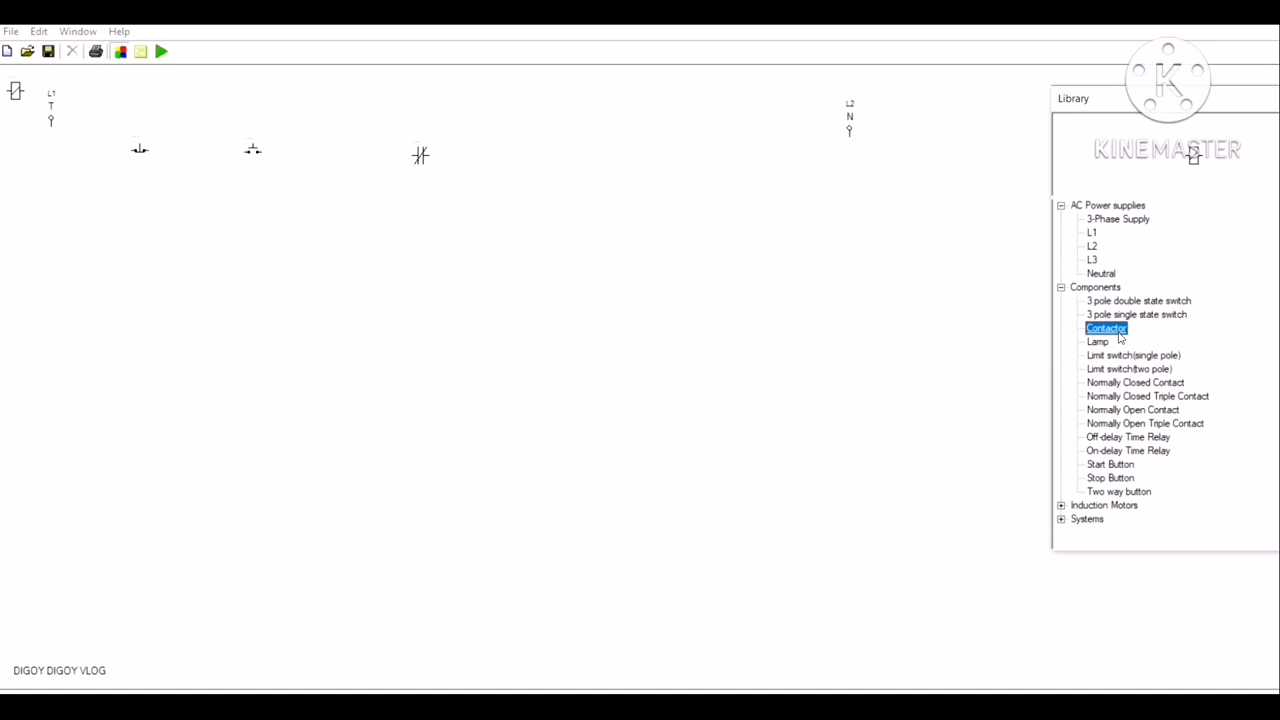 File Edit Window Help
L1
T
L2
N
Library
K
KINEMASTER
AC Power supplies
3-Phase Supply
L1
L2
L3
Neutral
Components
3 pole double state switch
3 pole single state switch
Contactor
Lamp
Limit switch(single pole)
Limit switch(two pole)
Normally Closed Contact
Normally Closed Triple Contact
Normally Open Contact
Normally Open Triple Contact
Off-delay Time Relay
On-delay Time Relay
Start Button
Stop Button
Two way button
Induction Motors
Systems
DIGOY DIGOY VLOG